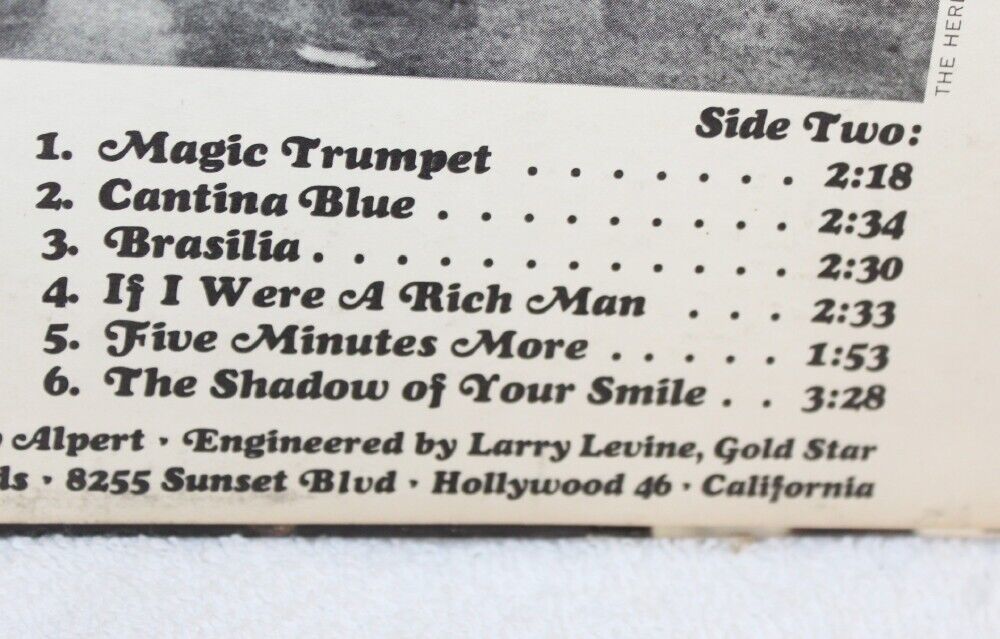 THE HER
Side Two:
1. Magic Trumpet . . . . . . . 2:18
2. Cantina Blue . . . . . . . . . 2:34
3. Brasilia . . . . . . . . . . . . 2:30
4. If I Were A Rich Man . . . 2:33
5. Five Minutes More . . . . . 1:53
6. The Shadow of Your Smile . . 3:28
Alpert · Engineered by Larry Levine, Gold Star
ds · 8255 Sunset Blvd · Hollywood 46 · California